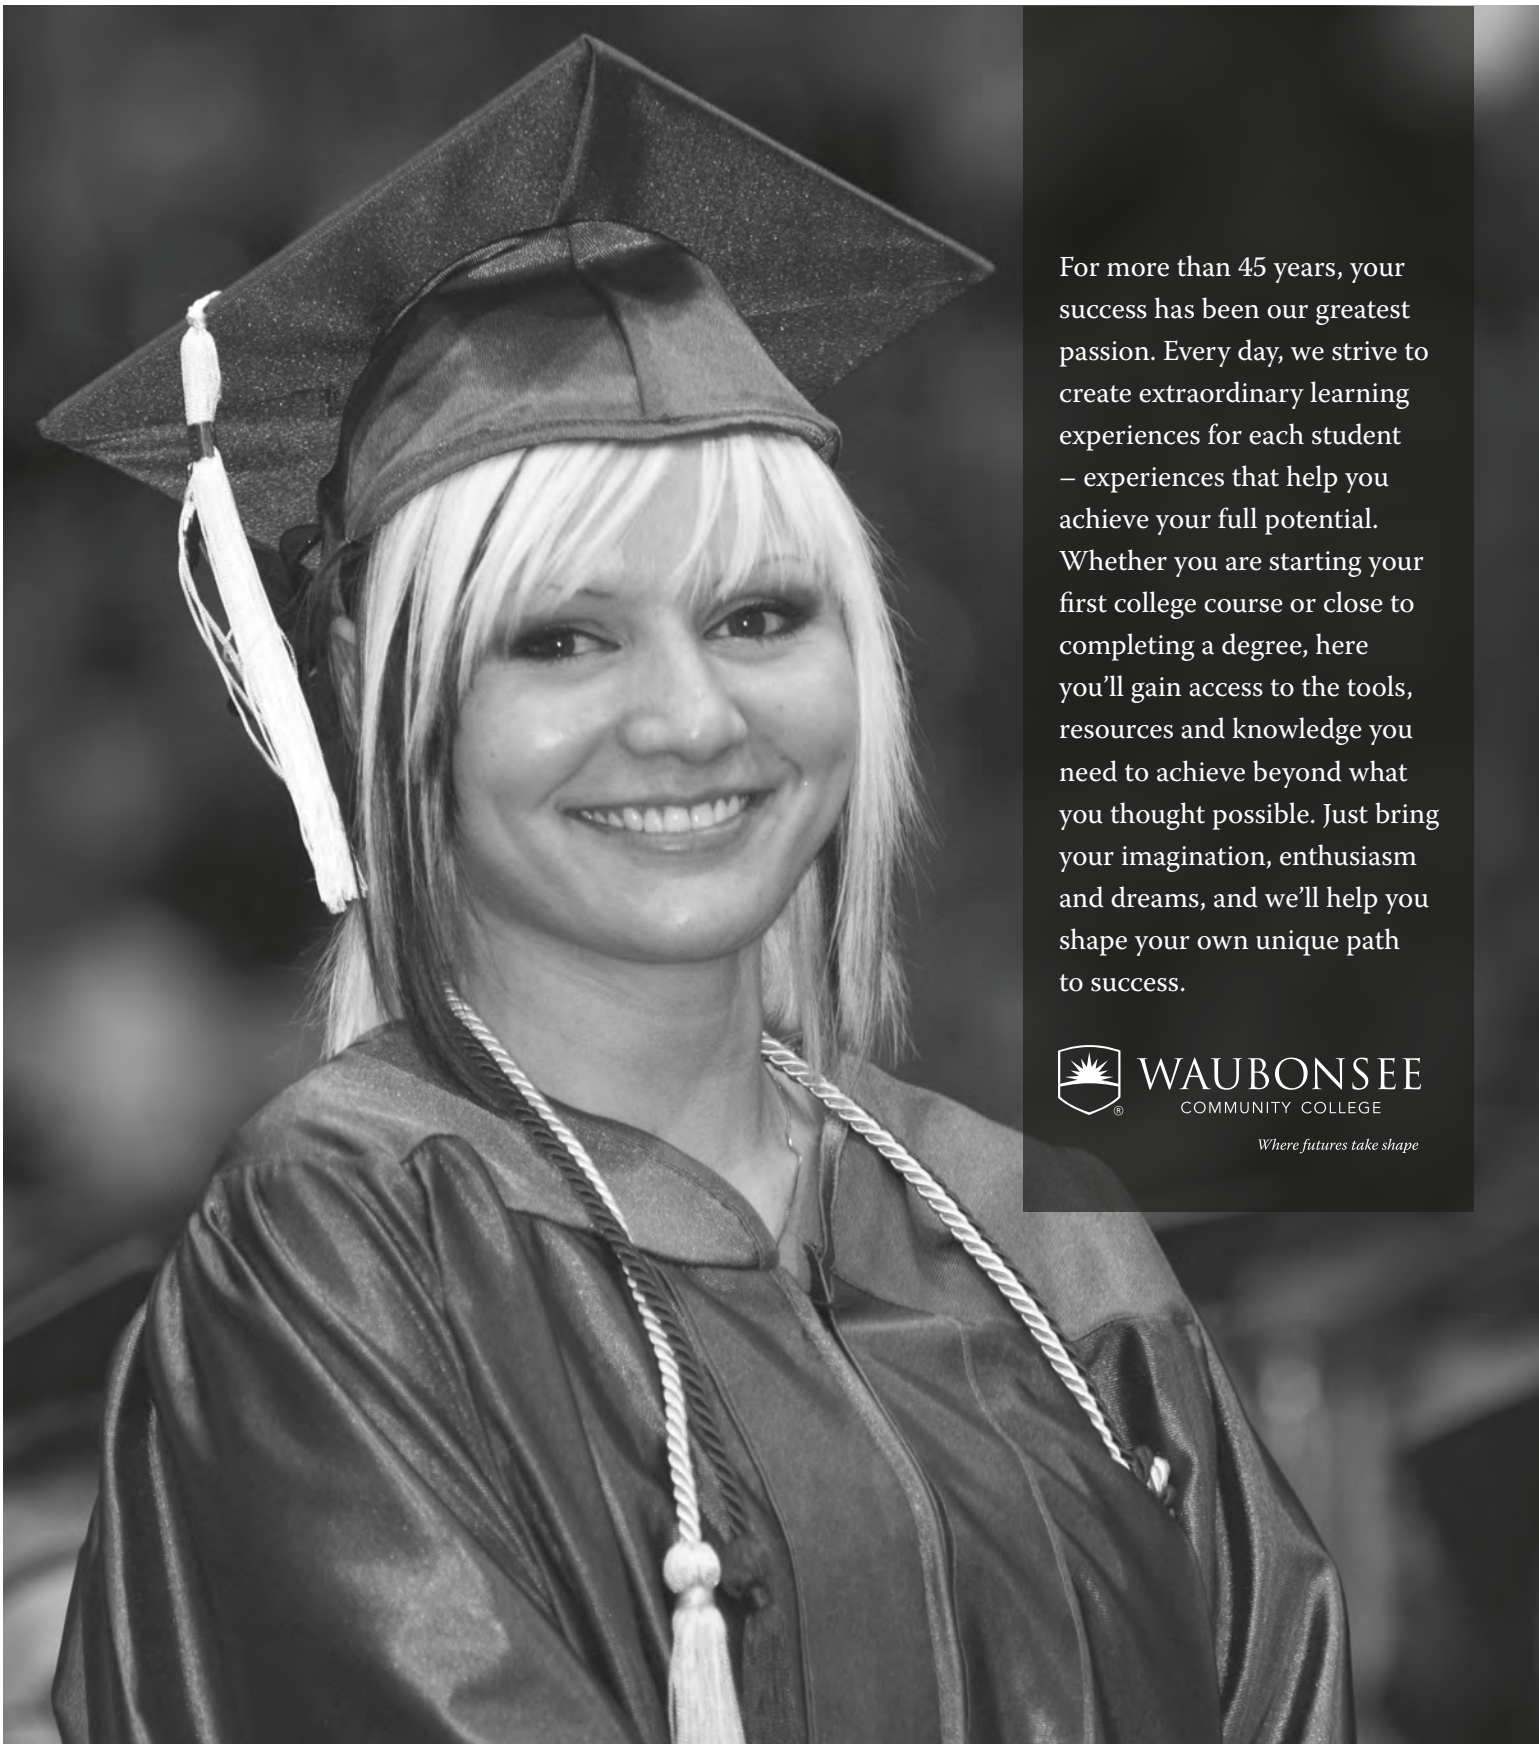 For more than 45 years, your
success has been our greatest
passion. Every day, we strive to
create extraordinary learning
experiences for each student
– experiences that help you
achieve your full potential.
Whether you are starting your
first college course or close to
completing a degree, here
you’ll gain access to the tools,
resources and knowledge you
need to achieve beyond what
you thought possible. Just bring
your imagination, enthusiasm
and dreams, and we’ll help you
shape your own unique path
to success.
WAUBONSEE
®
COMMUNITY COLLEGE
Where futures take shape